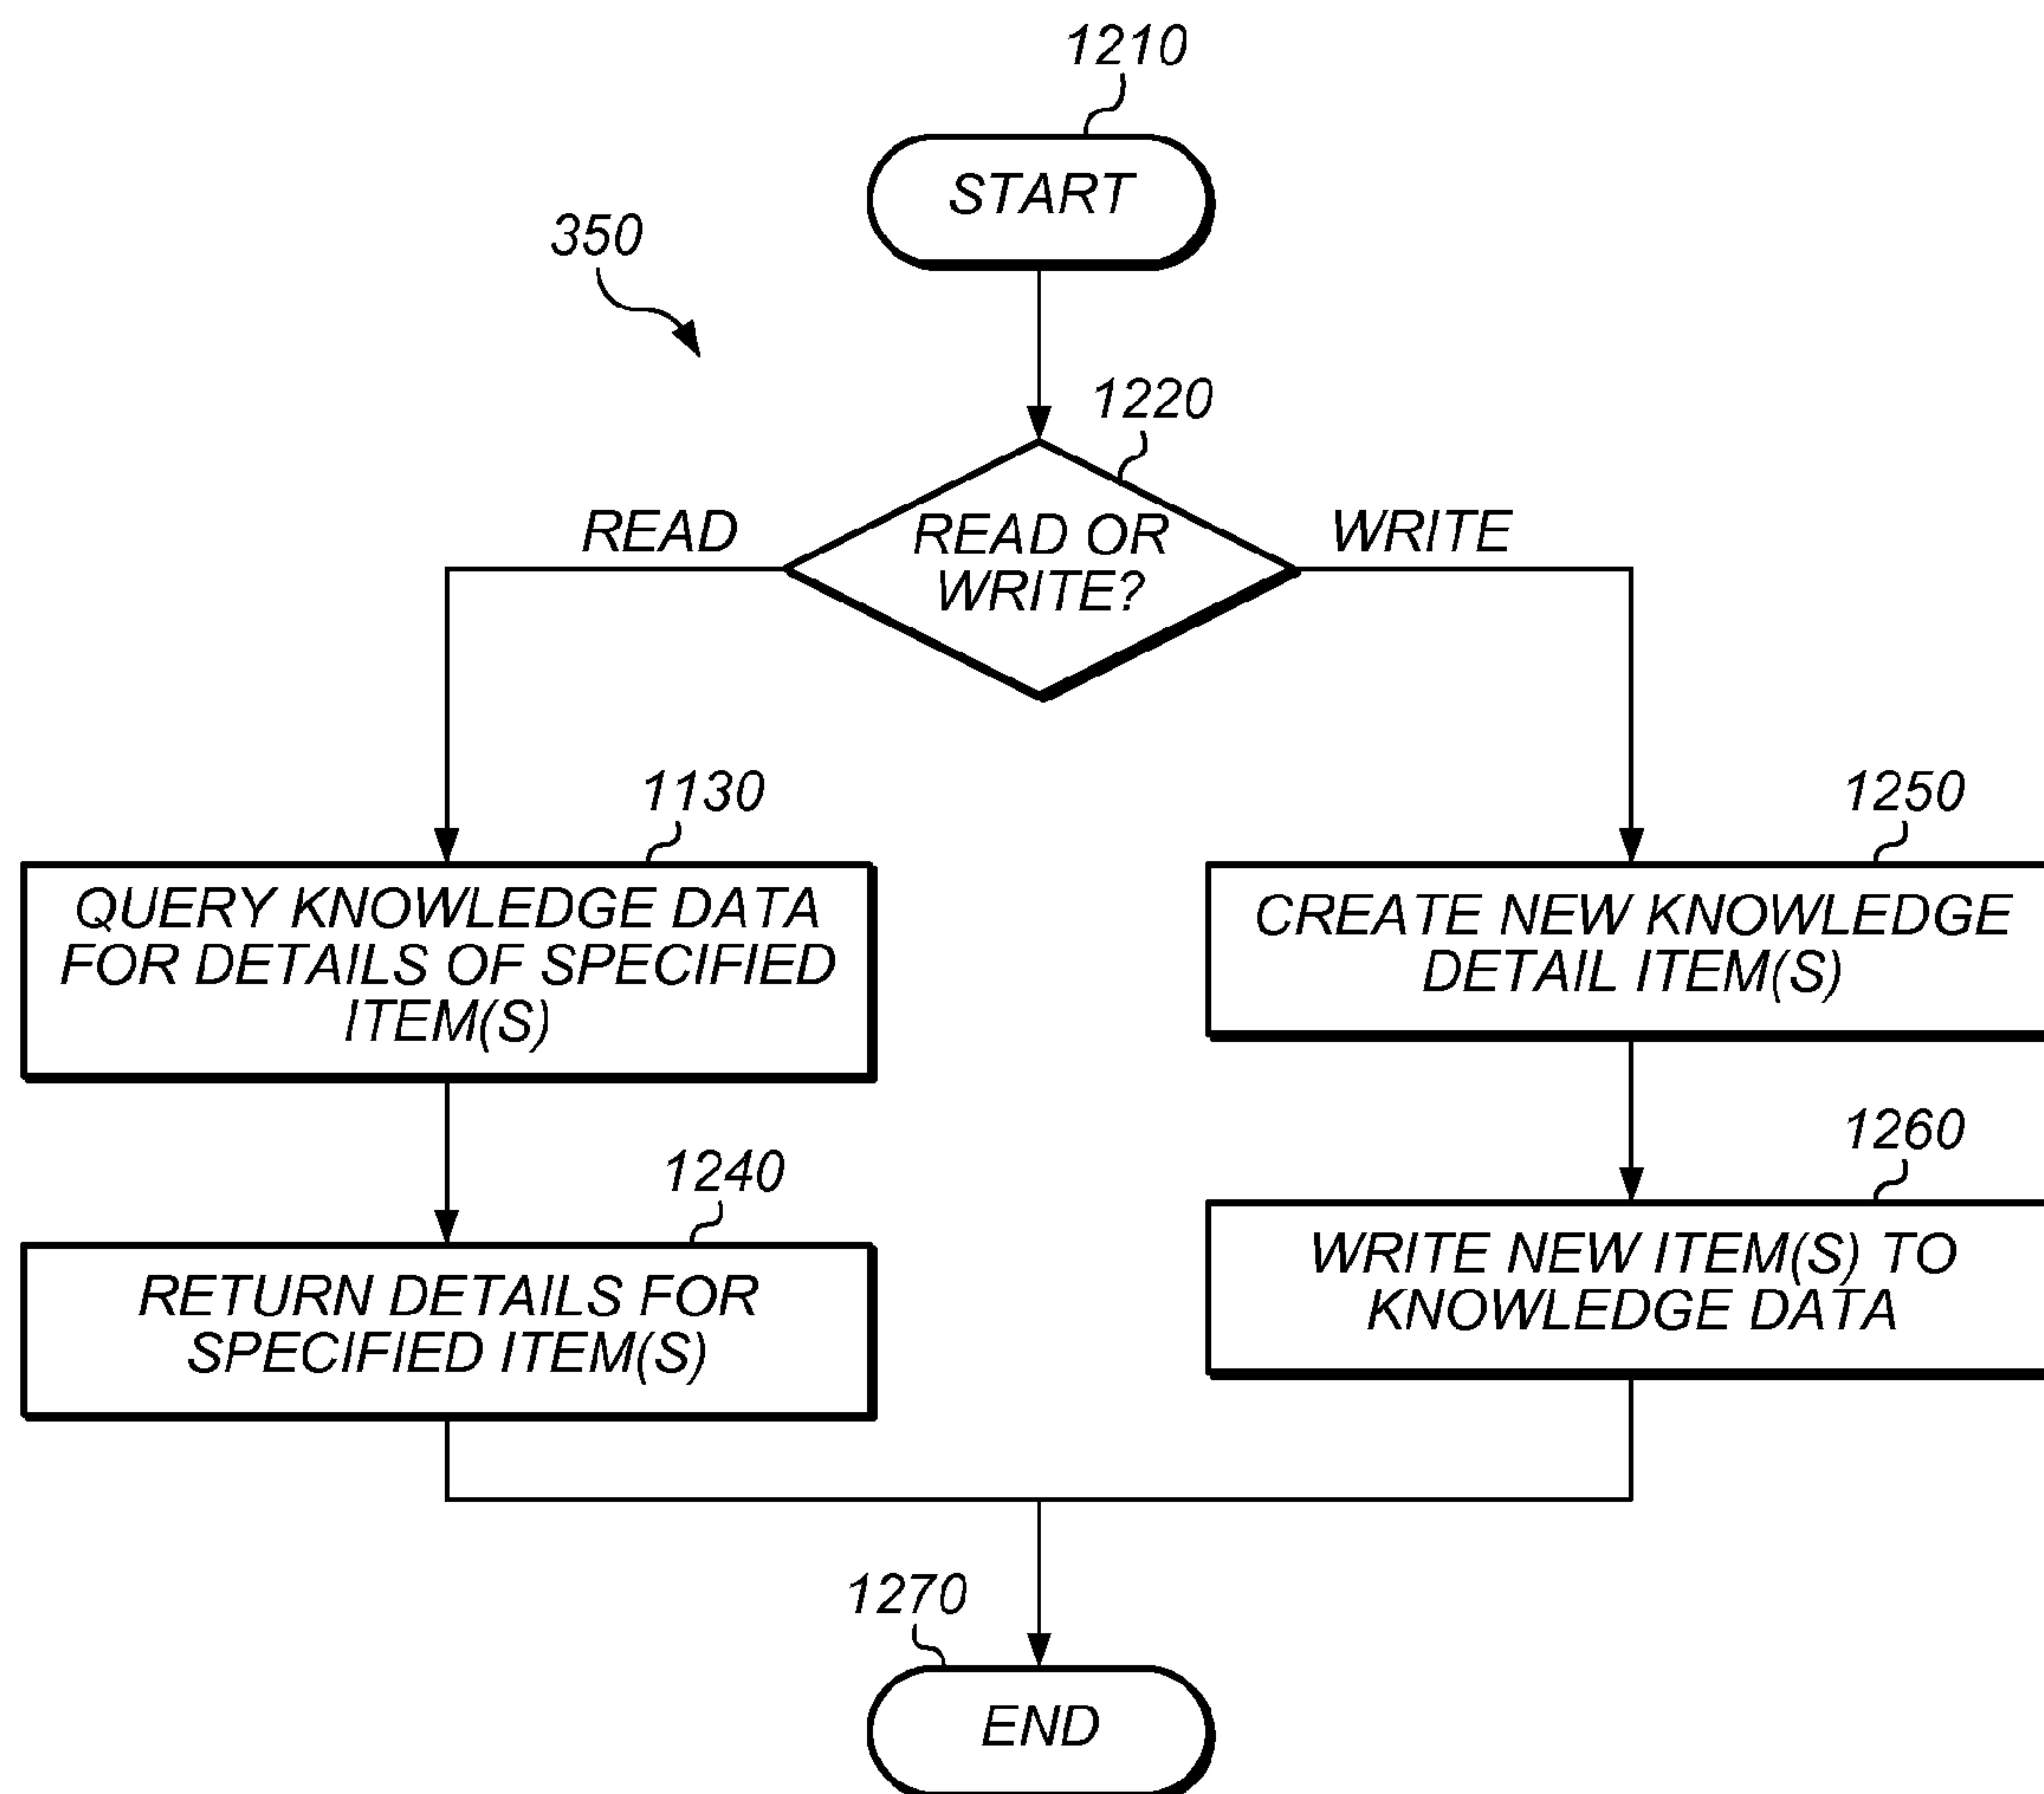 1210
START
350
1220
READ
READ OR
WRITE?
WRITE
1130
QUERY KNOWLEDGE DATA
FOR DETAILS OF SPECIFIED
ITEM(S)
1250
CREATE NEW KNOWLEDGE
DETAIL ITEM(S)
1240
RETURN DETAILS FOR
SPECIFIED ITEM(S)
1260
WRITE NEW ITEM(S) TO
KNOWLEDGE DATA
1270
END